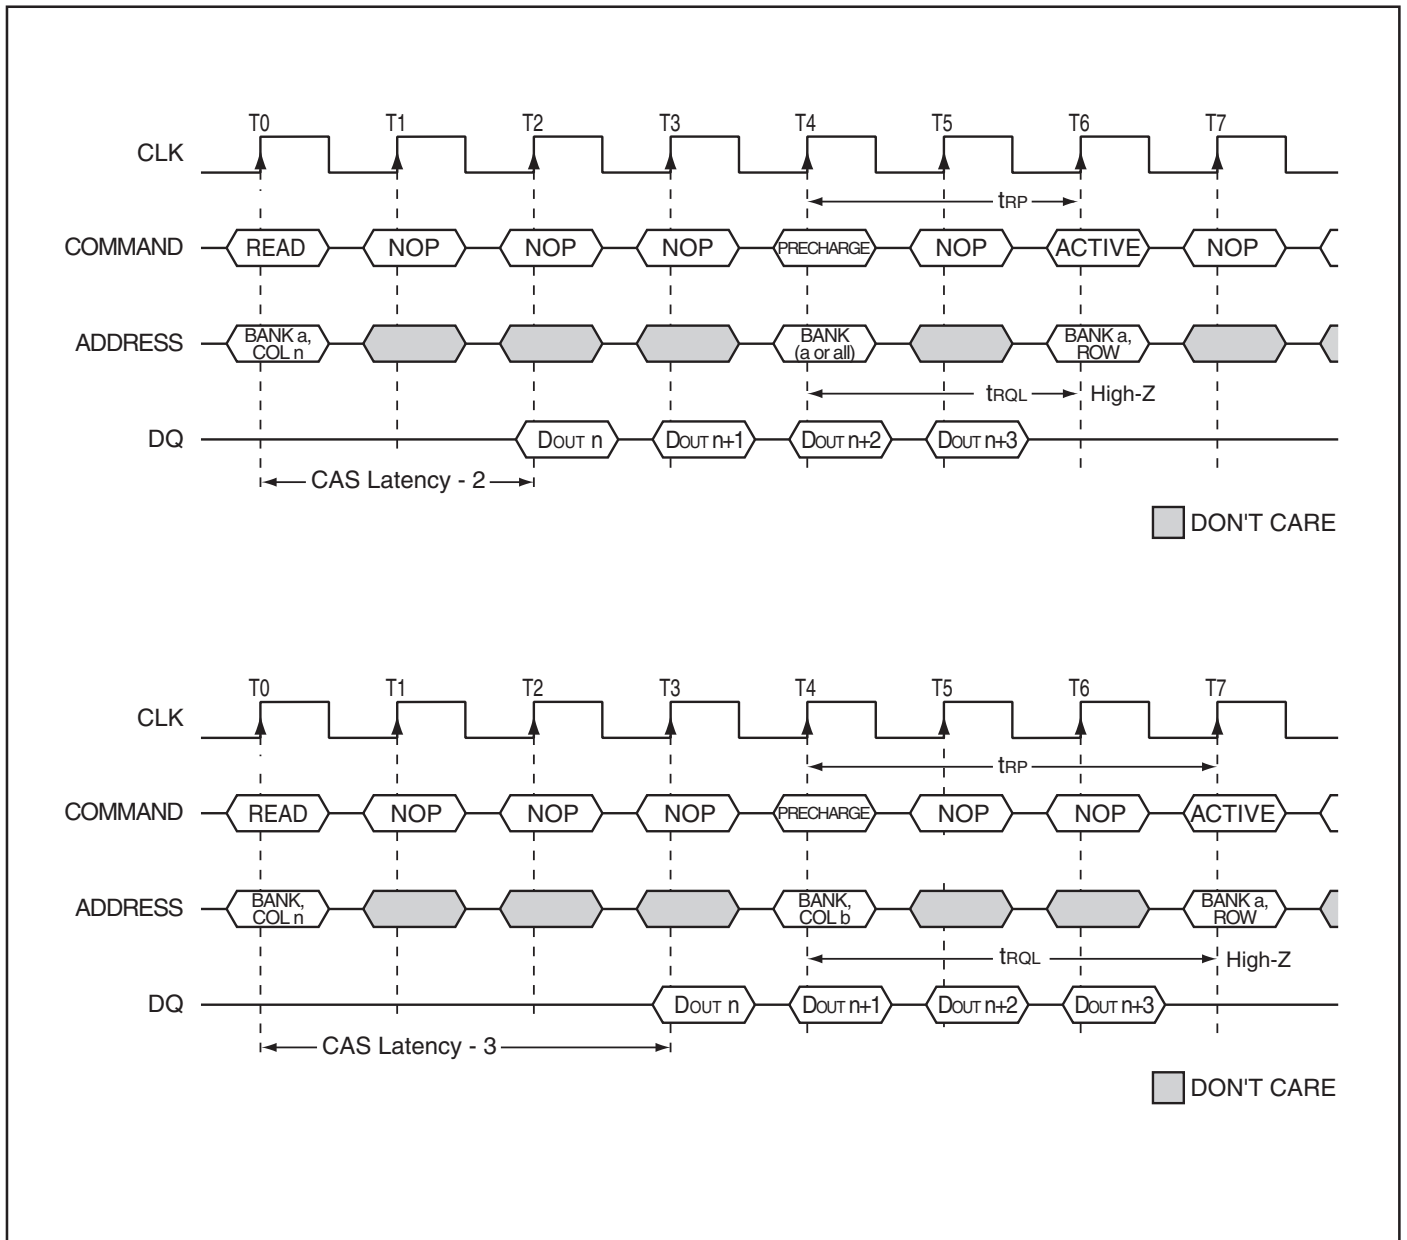 T0 T1 T2 T3 T4 T5 T6 T7
CLK
tRP
COMMAND READ NOP NOP NOP PRECHARGE NOP ACTIVE NOP
ADDRESS BANK a, COL n BANK (a or all) BANK a, ROW
tRQL High-Z
DQ DOUT n DOUT n+1 DOUT n+2 DOUT n+3
CAS Latency - 2
DON'T CARE
T0 T1 T2 T3 T4 T5 T6 T7
CLK
tRP
COMMAND READ NOP NOP NOP PRECHARGE NOP NOP ACTIVE
ADDRESS BANK, COL n BANK, COL b BANK a, ROW
tRQL High-Z
DQ DOUT n DOUT n+1 DOUT n+2 DOUT n+3
CAS Latency - 3
DON'T CARE